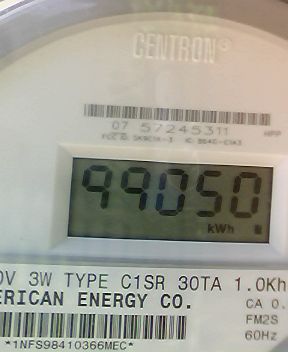 CENTRON®
07 57245311
HPP
99050
kWh
0V 3W TYPE C1SR 30TA 1.0Kh
ERICAN ENERGY CO.
CA 0.
FM2S
60Hz
*1NFS98410366MEC*